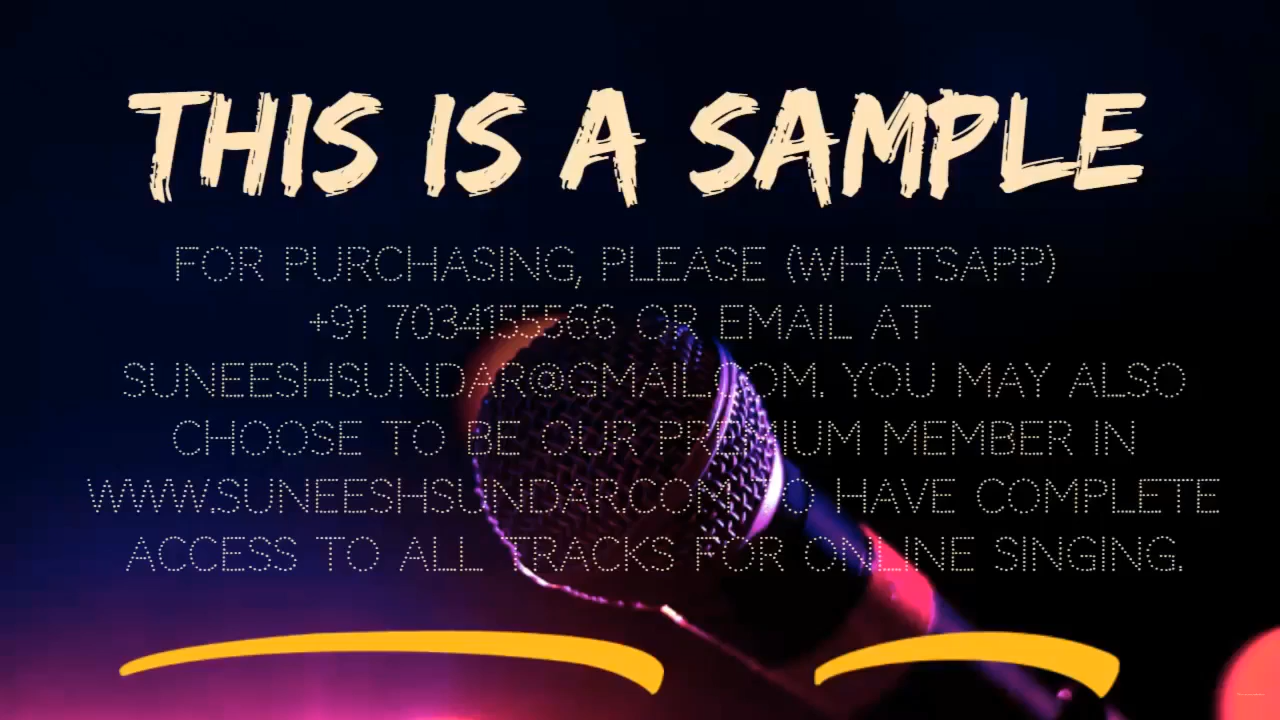 THIS IS A SAMPLE
FOR PURCHASING, PLEASE (WHATSAPP)
+91 7034155566 OR EMAIL AT
SUNEESHSUNDAR@GMAIL.COM. YOU MAY ALSO
CHOOSE TO BE OUR PREMIUM MEMBER IN
WWW.SUNEESHSUNDAR.COM TO HAVE COMPLETE
ACCESS TO ALL TRACKS FOR ONLINE SINGING.